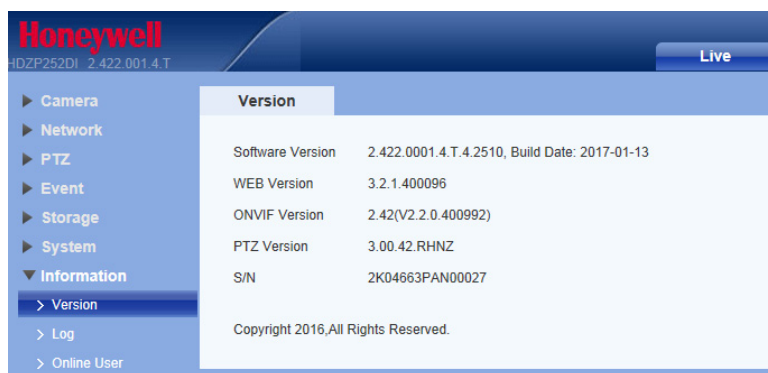 Honeywell
HDZP252DI 2.422.001.4.T
Live
Camera
Network
PTZ
Event
Storage
System
Information
Version
Log
Online User
Version
Software Version 2.422.0001.4.T.4.2510, Build Date: 2017-01-13
WEB Version 3.2.1.400096
ONVIF Version 2.42(V2.2.0.400992)
PTZ Version 3.00.42.RHNZ
S/N 2K04663PAN00027
Copyright 2016,All Rights Reserved.